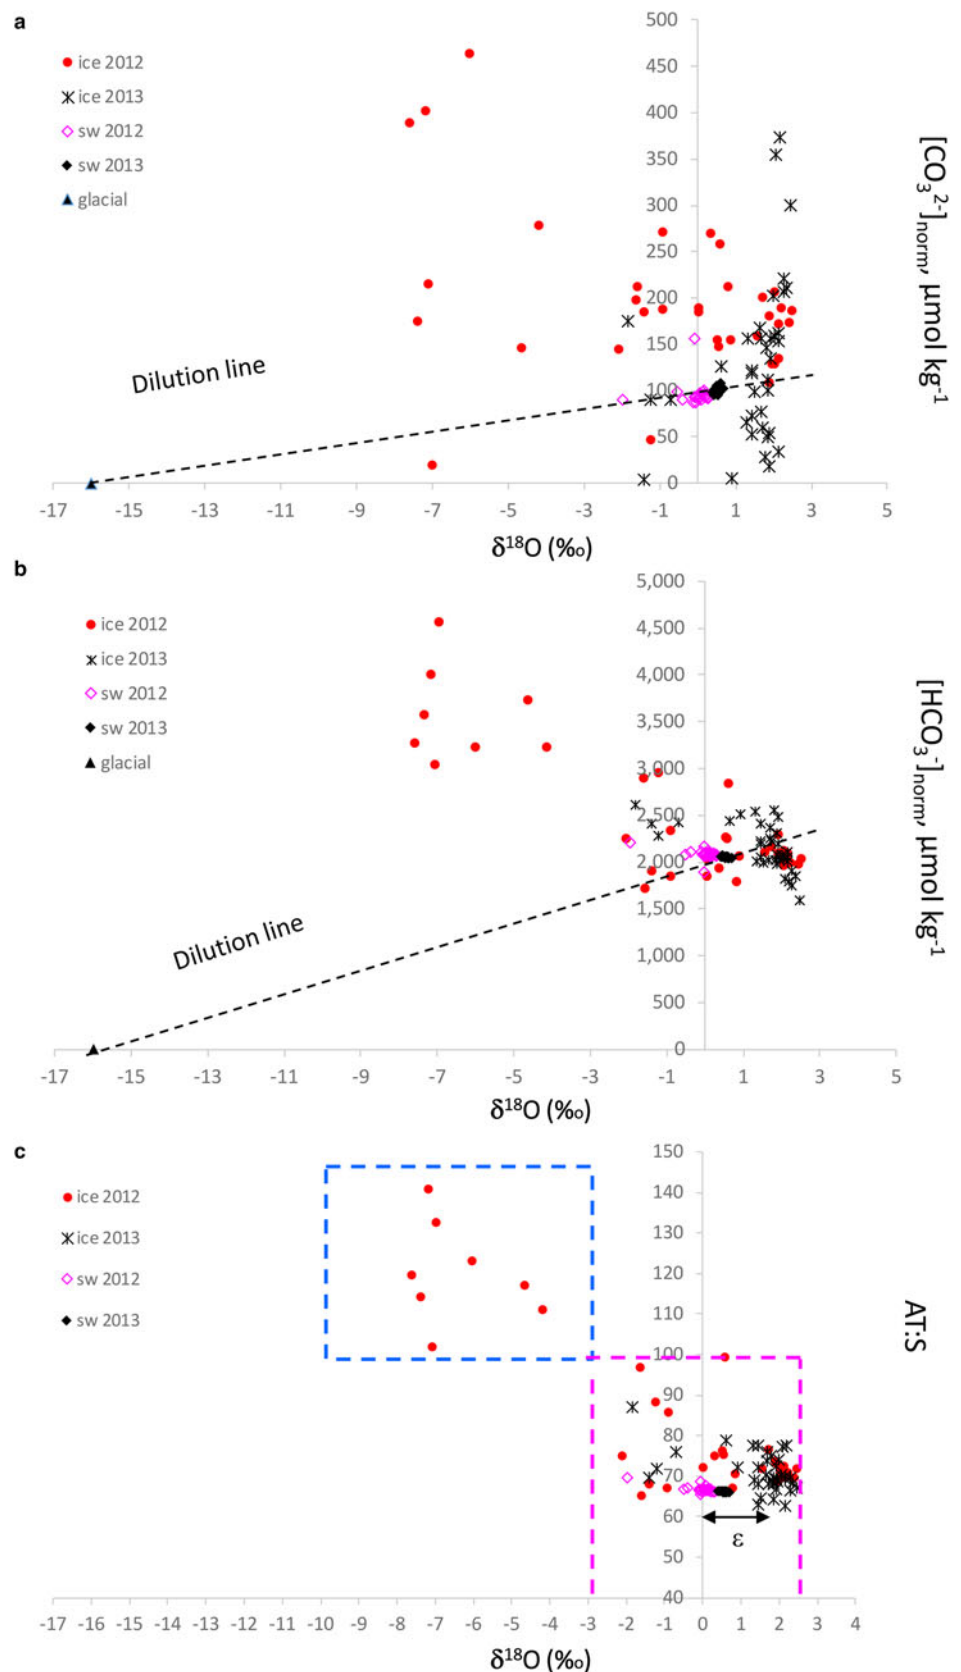 a
ice 2012
ice 2013
sw 2012
sw 2013
glacial
Dilution line
500
450
400
350
300
250
200
150
100
50
0
-17 -15 -13 -11 -9 -7 -5 -3 -1 1 3 5
δ¹⁸O (‰)
[CO₃²⁻]norm, µmol kg⁻¹
b
ice 2012
ice 2013
sw 2012
sw 2013
glacial
Dilution line
5,000
4,500
4,000
3,500
3,000
2,500
2,000
1,500
1,000
500
0
-17 -15 -13 -11 -9 -7 -5 -3 -1 1 3 5
δ¹⁸O (‰)
[HCO₃⁻]norm, µmol kg⁻¹
c
ice 2012
ice 2013
sw 2012
sw 2013
150
140
130
120
110
100
90
80
70
60
50
40
ε
-17 -16 -15 -14 -13 -12 -11 -10 -9 -8 -7 -6 -5 -4 -3 -2 -1 0 1 2 3 4
δ¹⁸O (‰)
AT:S